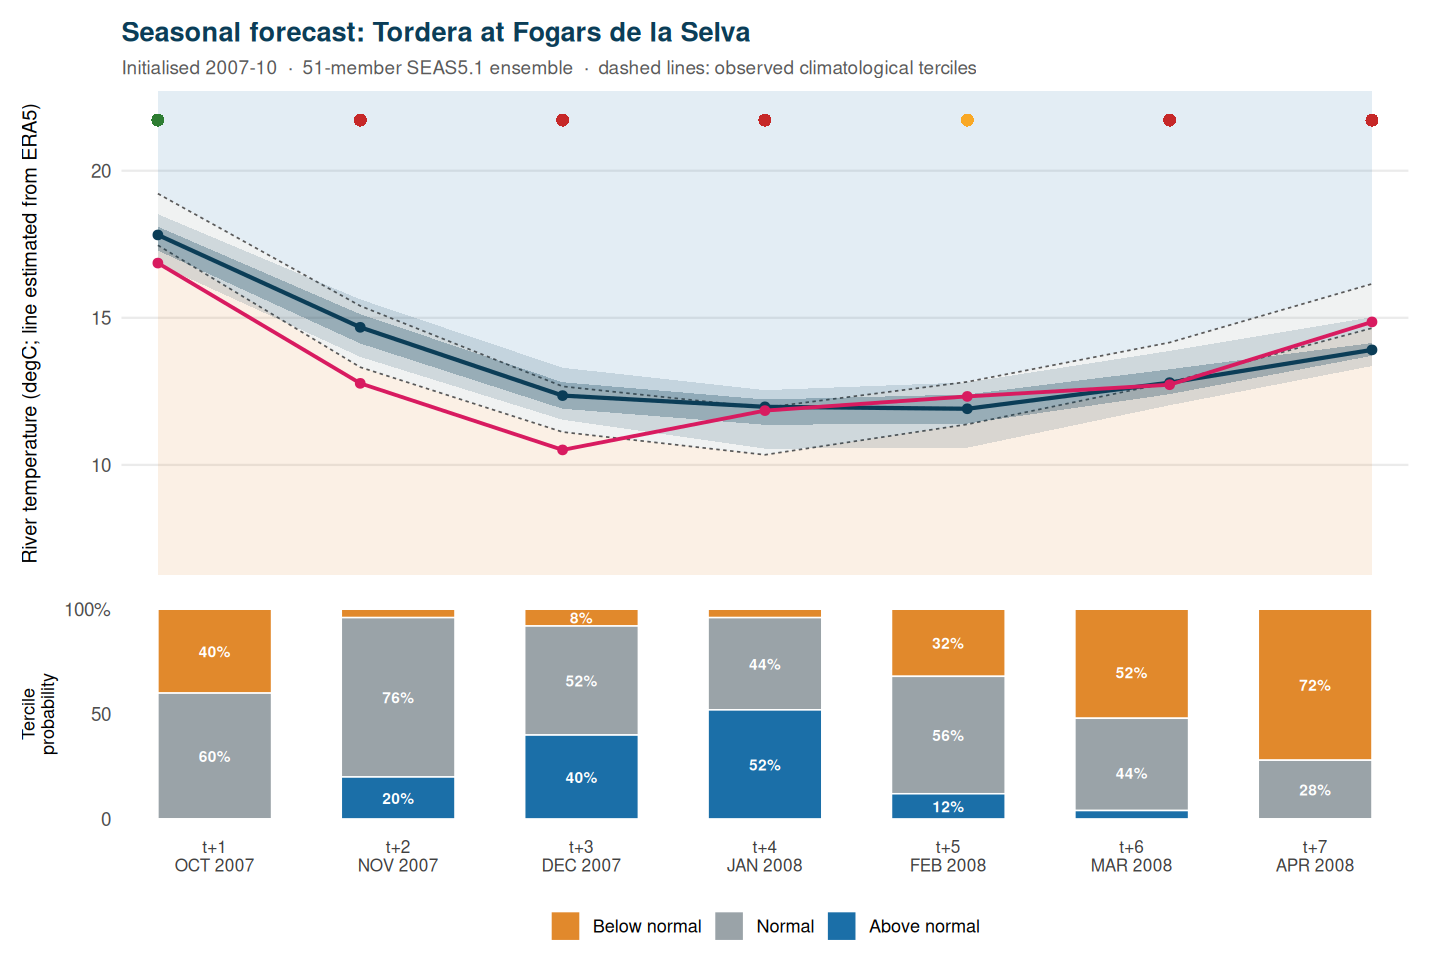 Seasonal forecast: Tordera at Fogars de la Selva
Initialised 2007-10 · 51-member SEAS5.1 ensemble · dashed lines: observed climatological terciles
River temperature (degC; line estimated from ERA5)
20
15
10
Tercile
probability
100%
50
0
40%
60%
76%
20%
8%
52%
40%
44%
52%
32%
56%
12%
52%
44%
72%
28%
t+1
OCT 2007
t+2
NOV 2007
t+3
DEC 2007
t+4
JAN 2008
t+5
FEB 2008
t+6
MAR 2008
t+7
APR 2008
Below normal
Normal
Above normal